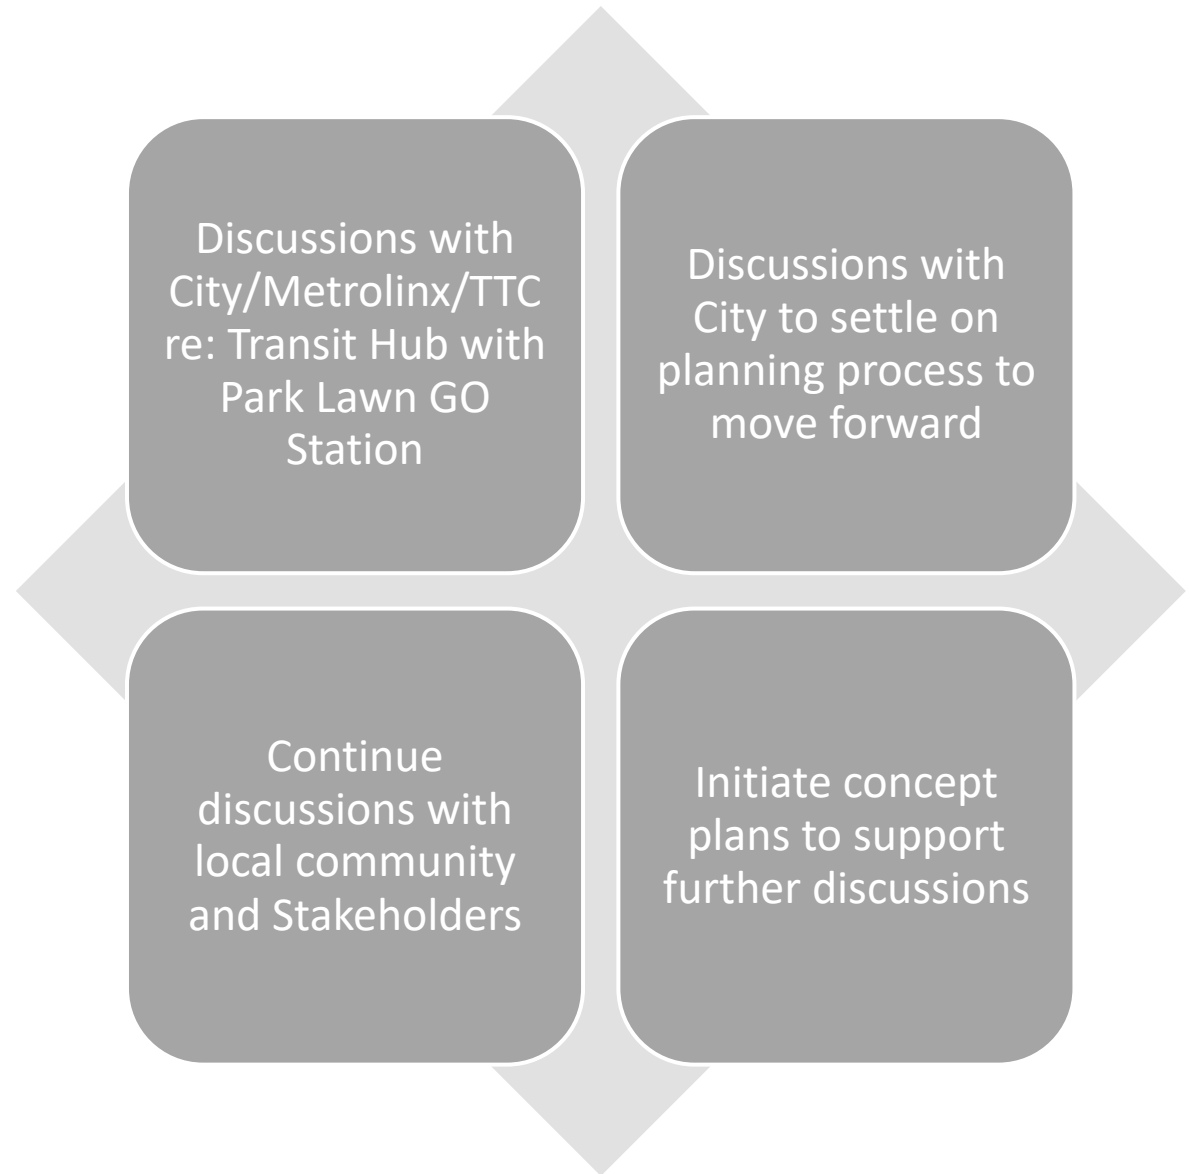 Discussions with
City/Metrolinx/TTC
re: Transit Hub with
Park Lawn GO
Station
Discussions with
City to settle on
planning process to
move forward
Continue
discussions with
local community
and Stakeholders
Initiate concept
plans to support
further discussions